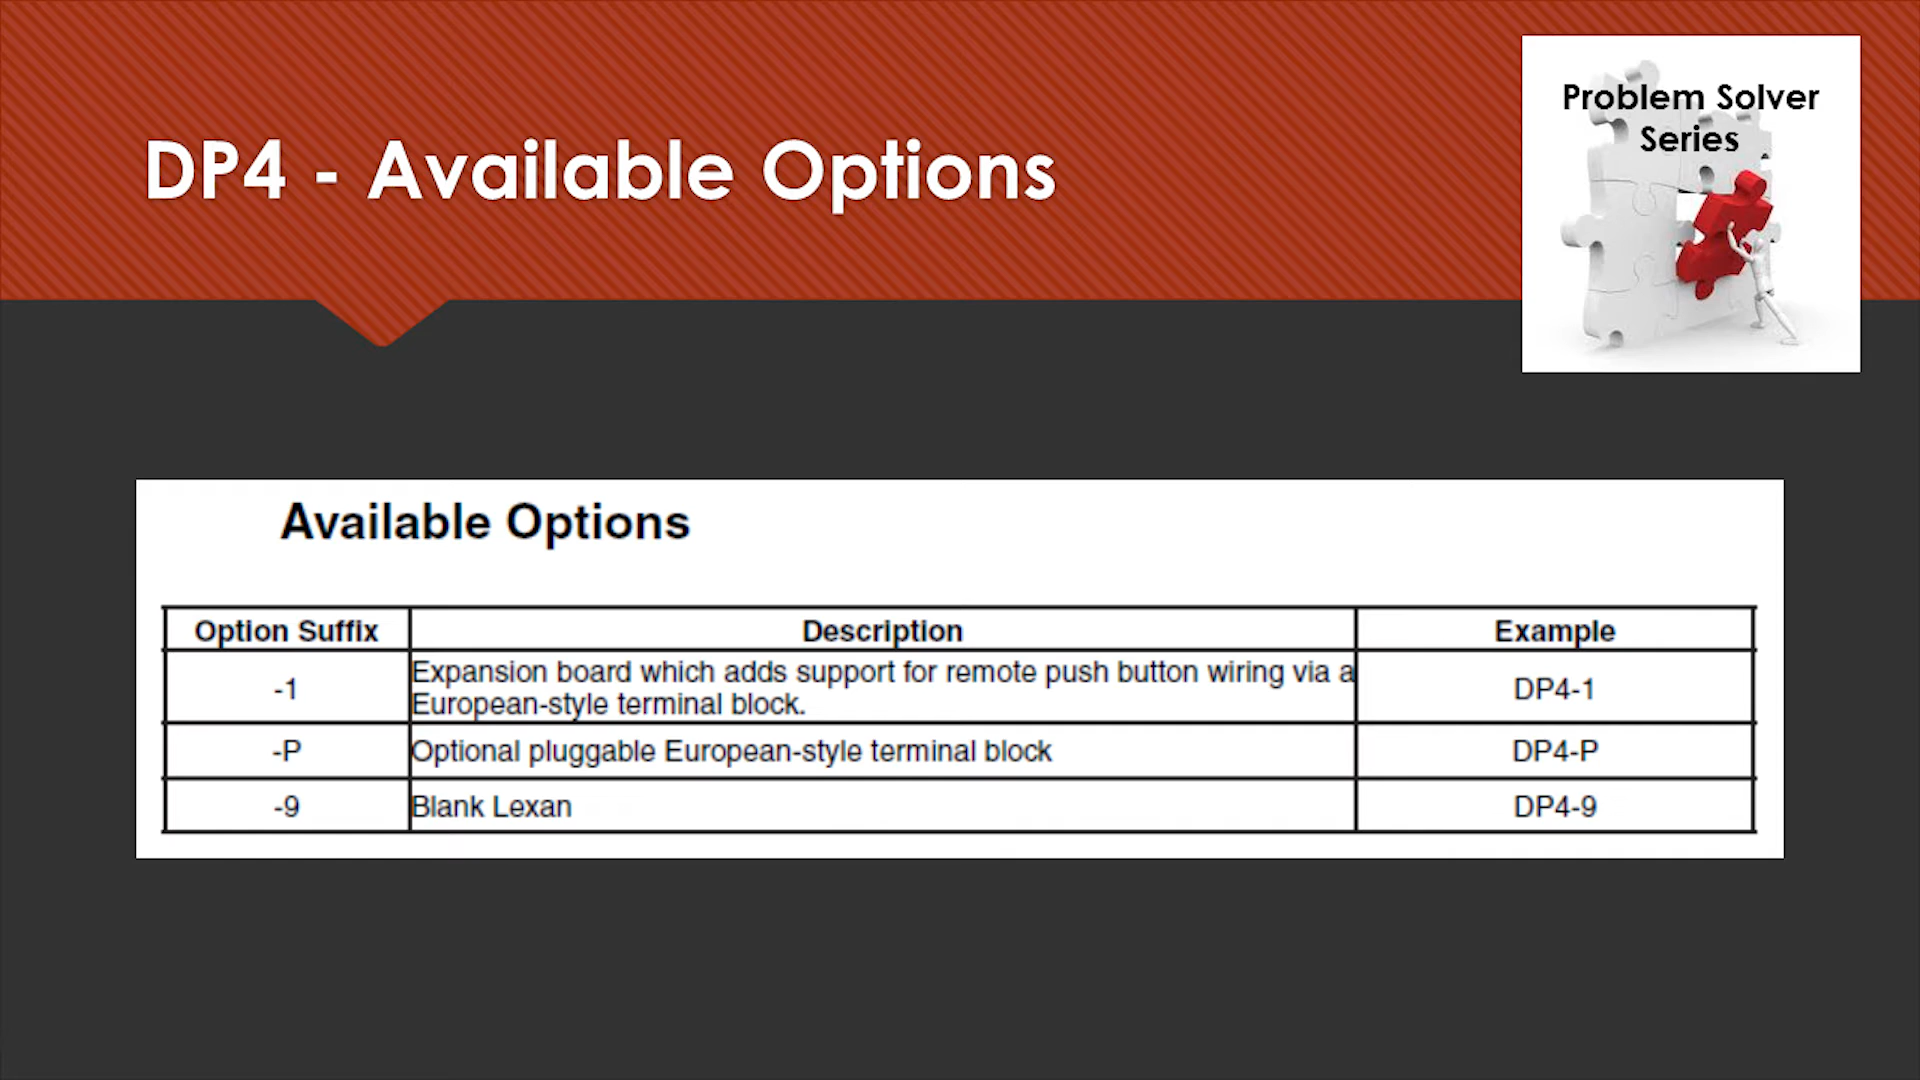 Problem Solver
Series
DP4 - Available Options
Available Options
Option Suffix Description Example
-1 Expansion board which adds support for remote push button wiring via a DP4-1
European-style terminal block.
-P Optional pluggable European-style terminal block DP4-P
-9 Blank Lexan DP4-9